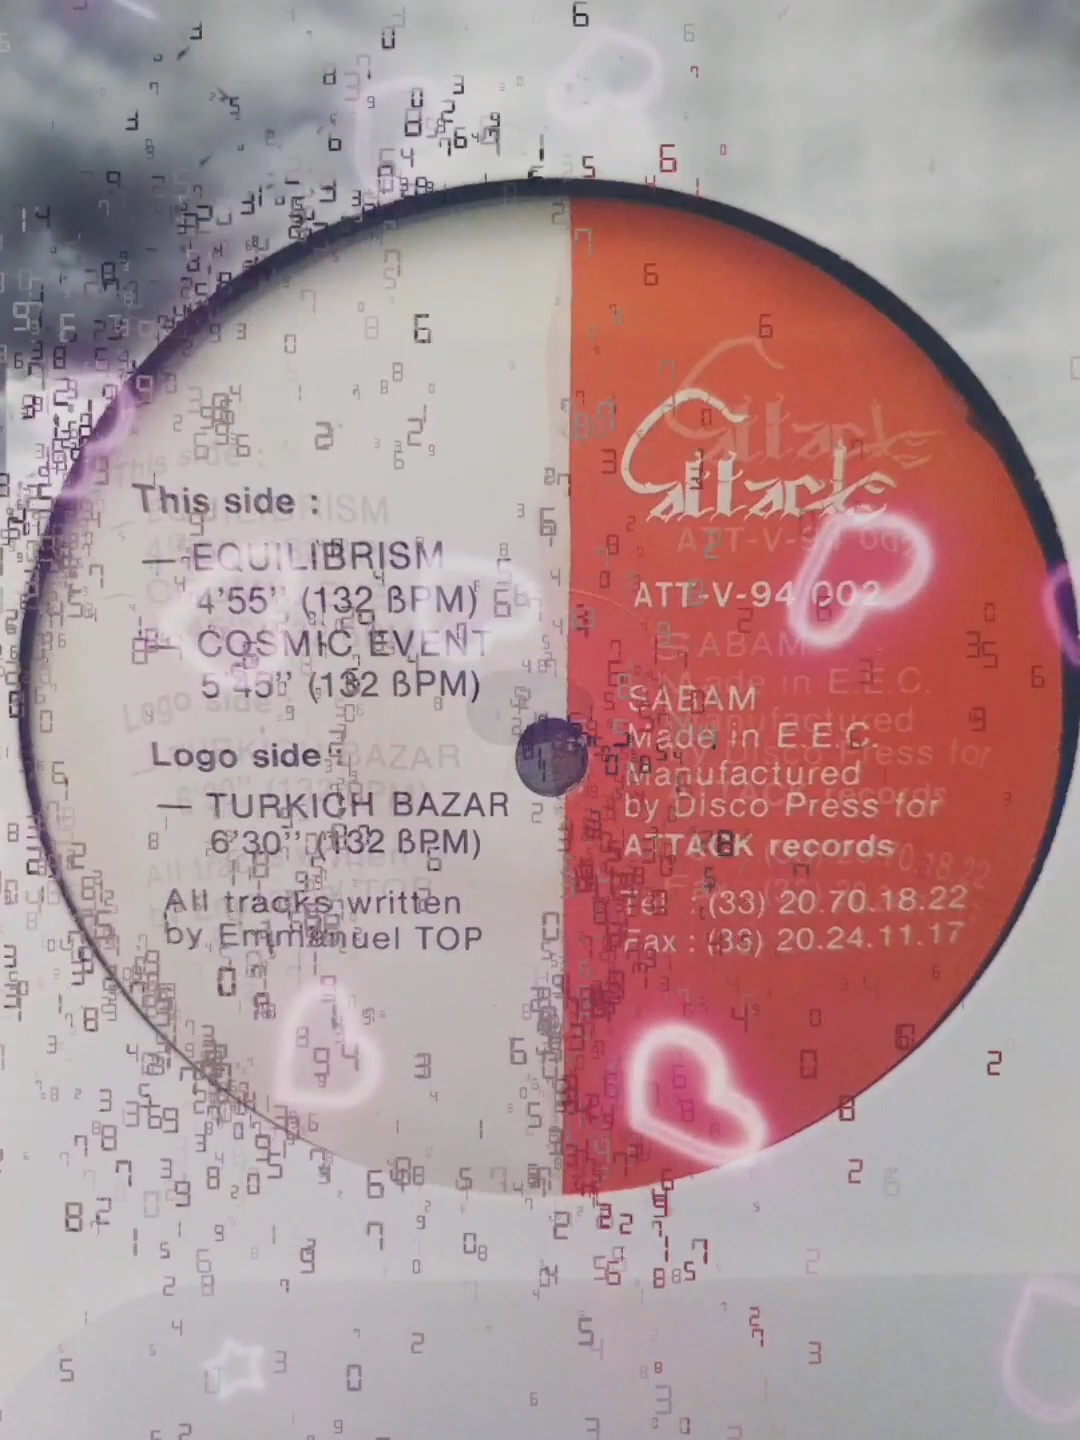 This side :
— EQUILIBRISM
4'55'' (132 BPM)
— COSMIC EVENT
5'45'' (132 BPM)
Logo side :
— TURKICH BAZAR
6'30'' (132 BPM)
All tracks written
by Emmanuel TOP
attack
ATT-V-94 002
SABAM
Made in E.E.C.
Manufactured
by Disco Press for
ATTACK records
Tel : (33) 20.70.18.22
Fax : (33) 20.24.11.17